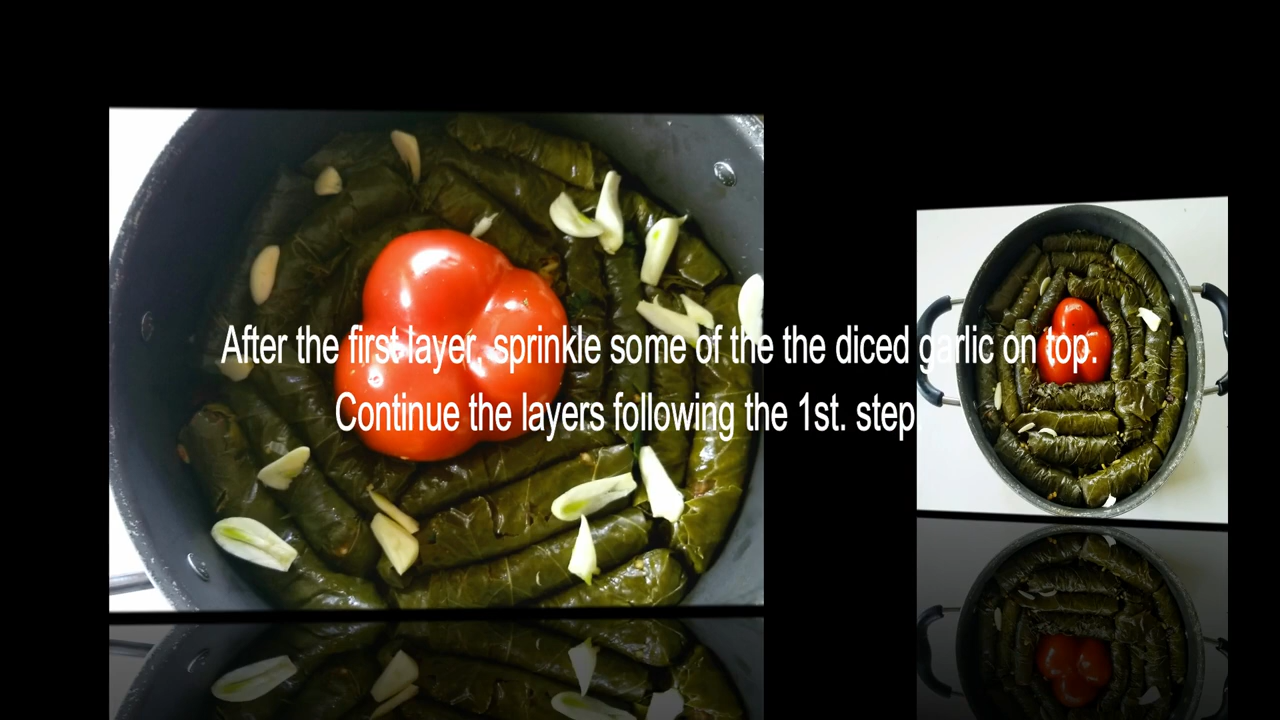 After the first layer, sprinkle some of the the diced garlic on top.
Continue the layers following the 1st. step